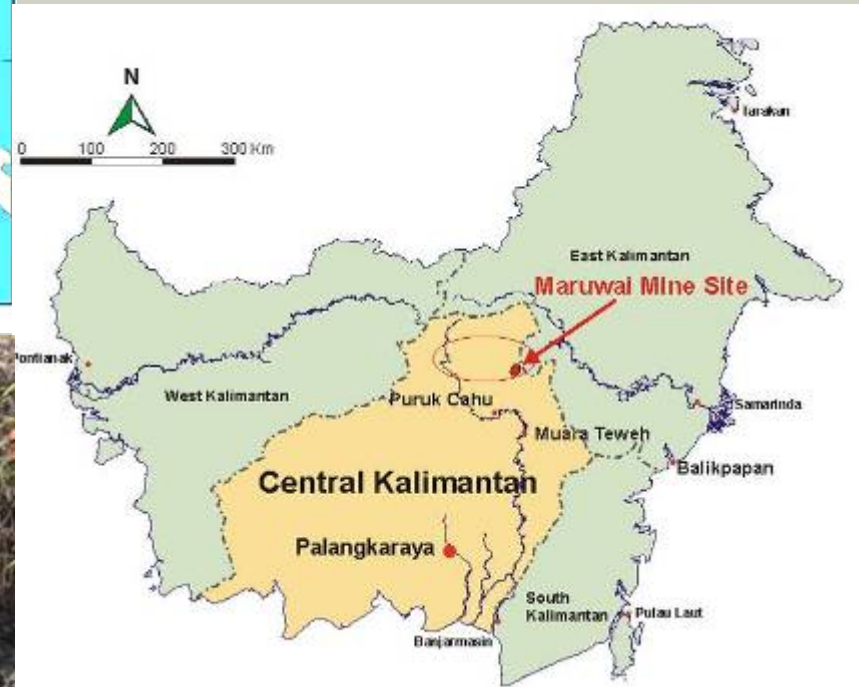 N
0 100 200 300 Km
Tarakan
East Kalimantan
Maruwai Mine Site
Pontianak
West Kalimantan
Puruk Cahu
Samarinda
Muara Teweh
Balikpapan
Central Kalimantan
Palangkaraya
South
Kalimantan
Pulau Laut
Banjarmasin